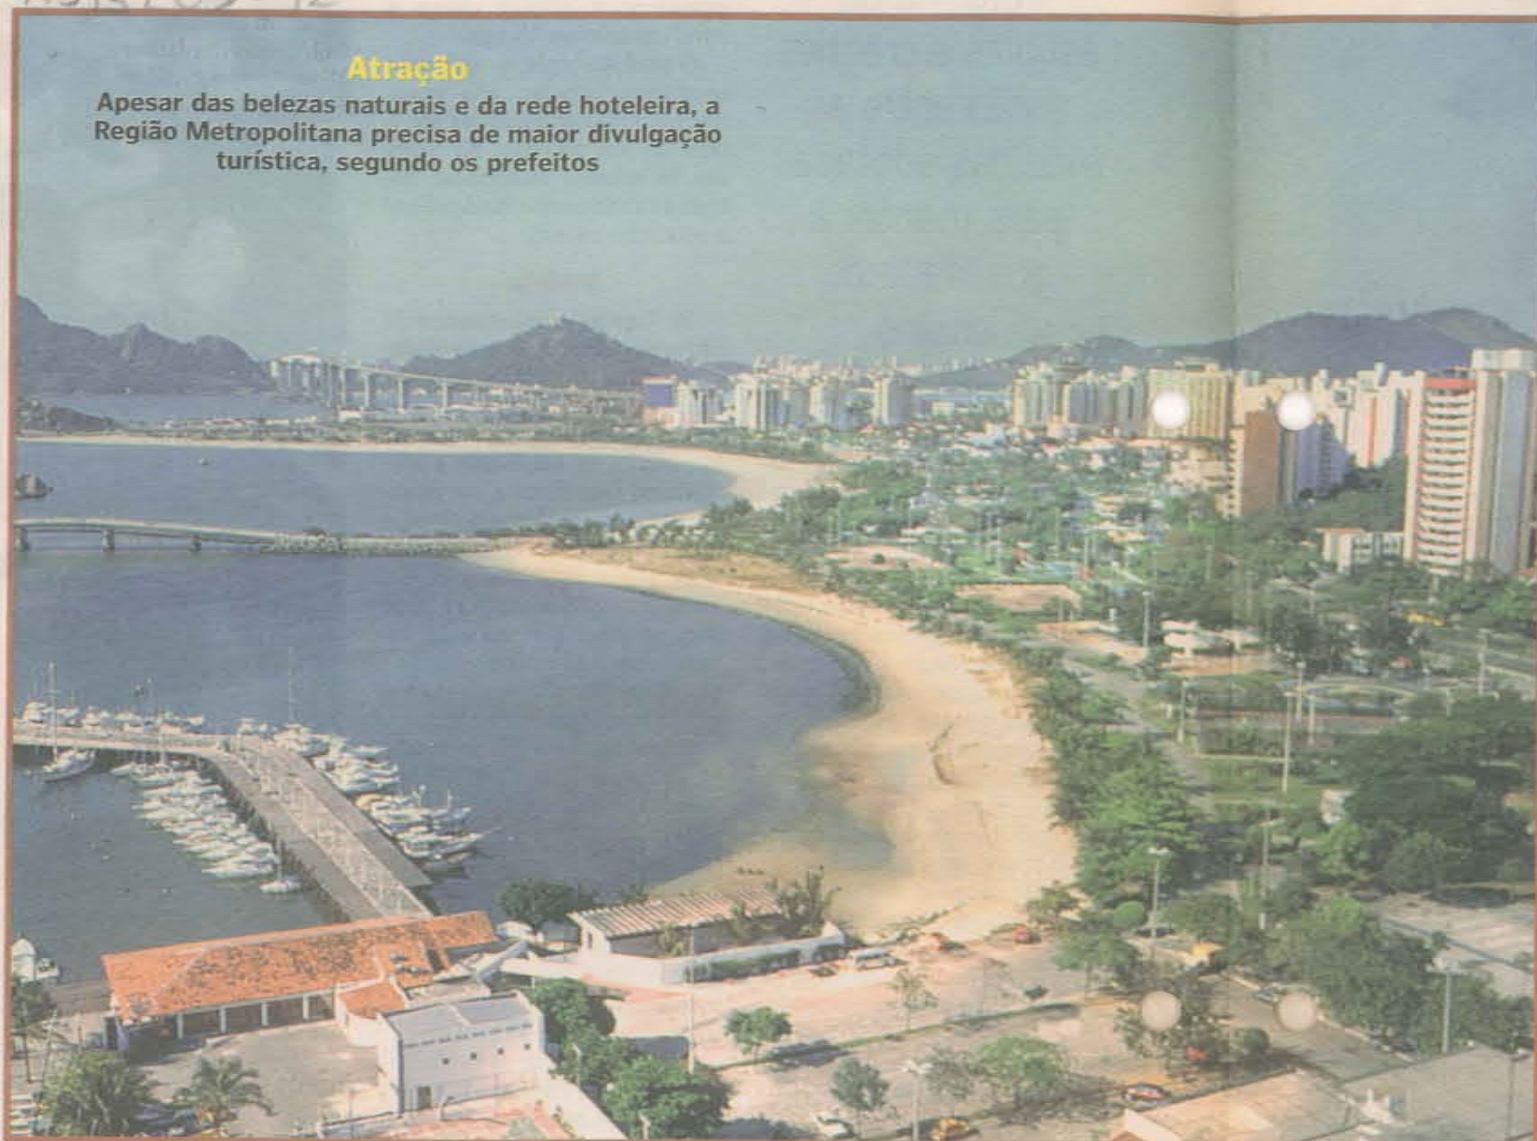 Atração
Apesar das belezas naturais e da rede hoteleira, a
Região Metropolitana precisa de maior divulgação
turística, segundo os prefeitos